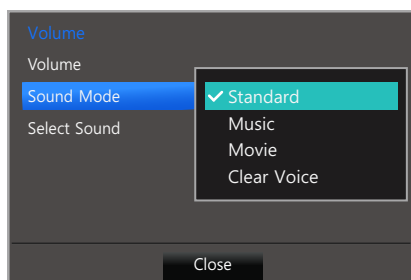 Volume
Volume
Sound Mode
Select Sound
Standard
Music
Movie
Clear Voice
Close